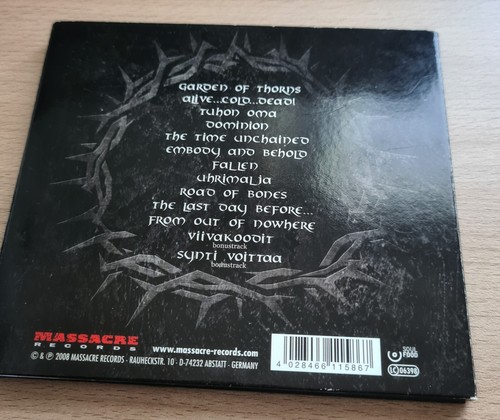 GARDEN OF THORNS
ALIVE...COLD...DEAD!
TUHON OMA
DOMINION
THE TIME UNCHAINED
EMBODY AND BEHOLD
FALLEN
UHRIMALJA
ROAD OF BONES
THE LAST DAY BEFORE...
FROM OUT OF NOWHERE
VIIVAKOODIT
bonustrack
SYNTI VOITTAA
bonustrack
MASSACRE
RECORDS
www.massacre-records.com
© & ℗ 2008 MASSACRE RECORDS · RAUHECKSTR. 10 · D-74232 ABSTATT · GERMANY
4 028466 115867
SOUL
FOOD
LC 06398